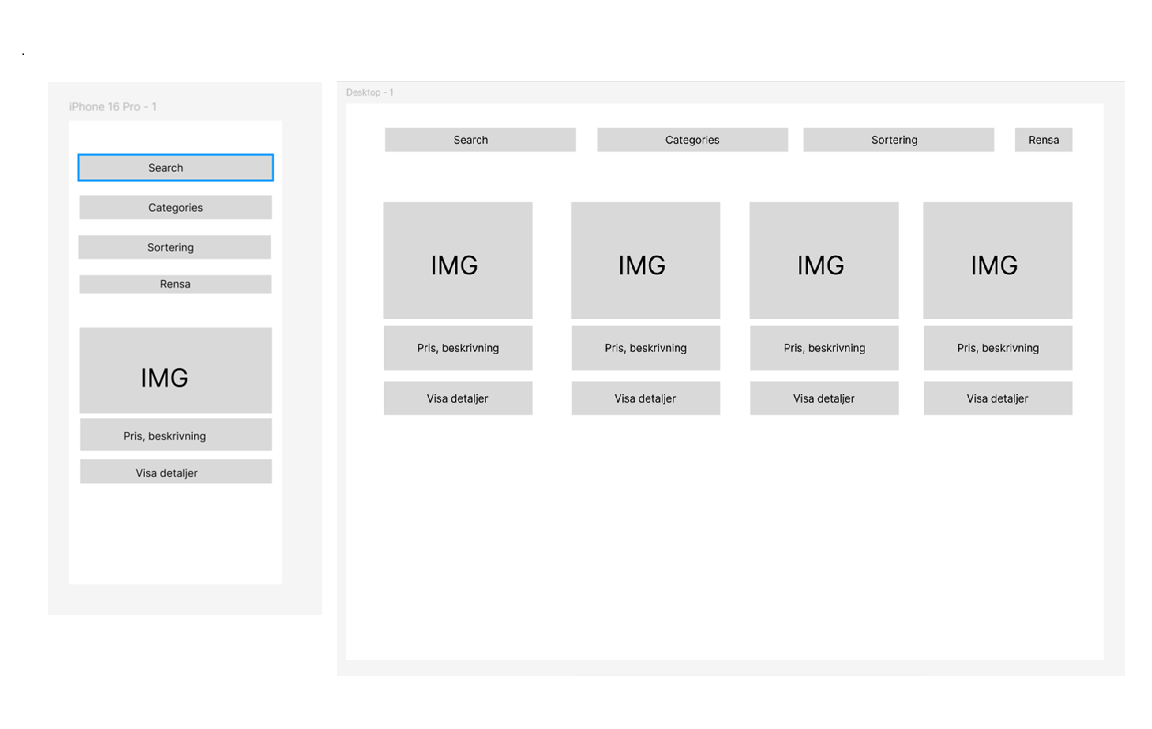 .
iPhone 16 Pro - 1
Search
Categories
Sortering
Rensa
IMG
Pris, beskrivning
Visa detaljer
Desktop - 1
Search Categories Sortering Rensa
IMG IMG IMG IMG
Pris, beskrivning Pris, beskrivning Pris, beskrivning Pris, beskrivning
Visa detaljer Visa detaljer Visa detaljer Visa detaljer